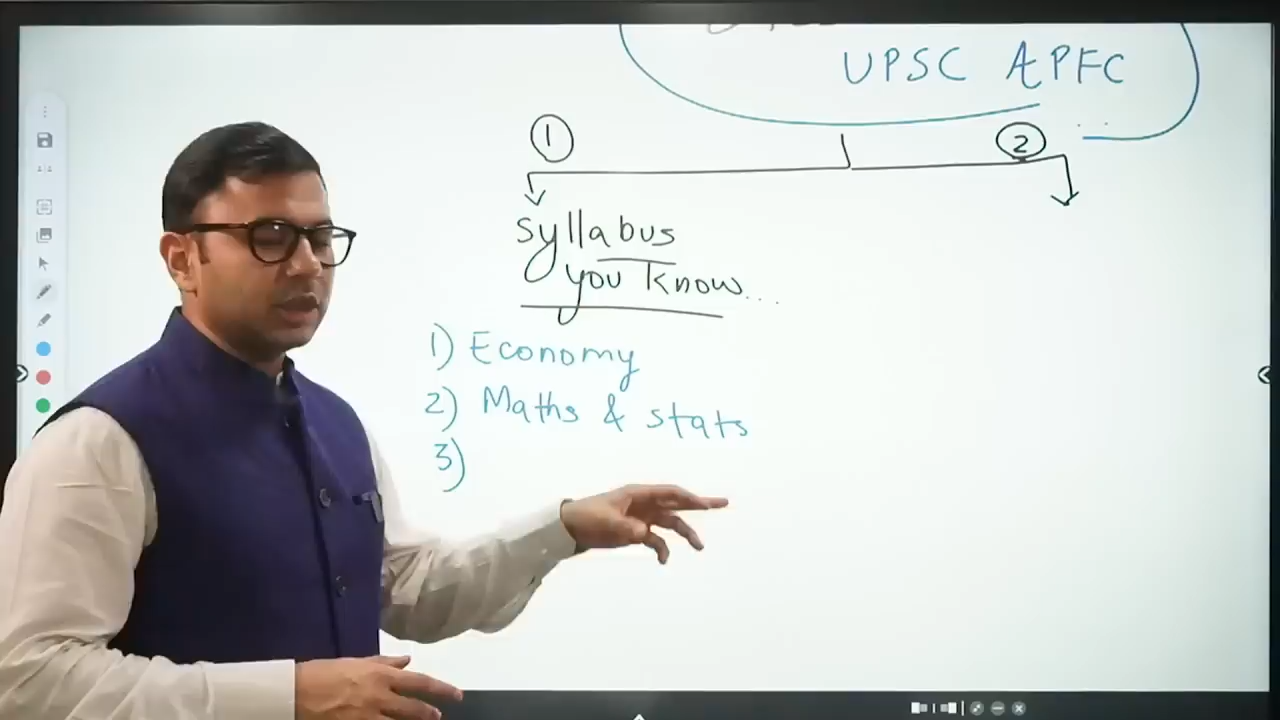 UPSC APFC
1 2
Syllabus
you know...
1) Economy
2) Maths & stats
3)